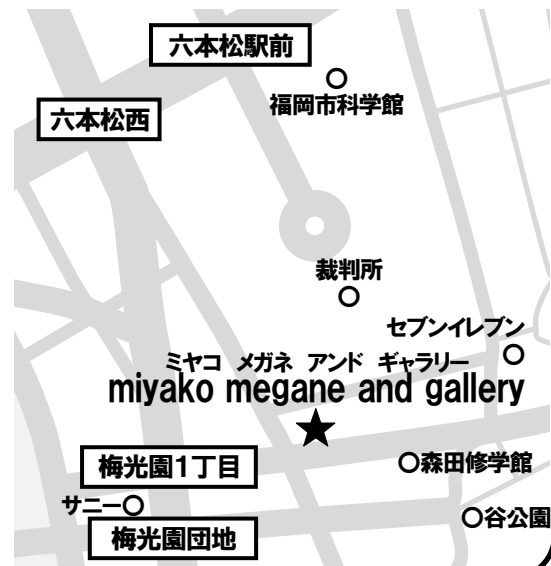 六本松駅前
福岡市科学館
六本松西
裁判所
セブンイレブン
ミヤコ メガネ アンド ギャラリー
miyako megane and gallery
梅光園1丁目
森田修学館
サニー
谷公園
梅光園団地